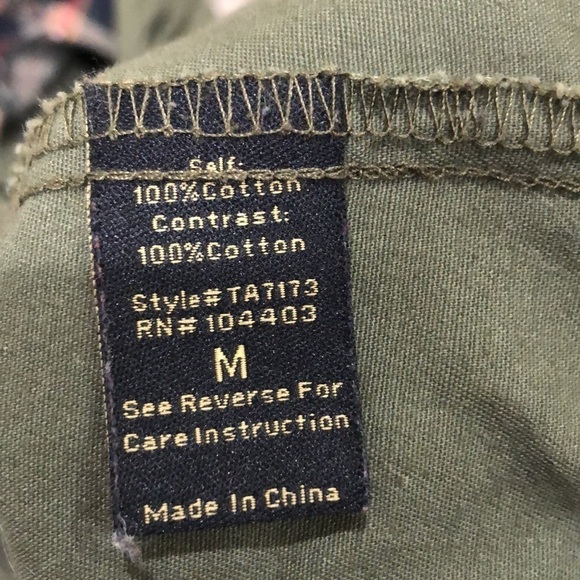 Self:
100%Cotton
Contrast:
100%Cotton
Style#TA7173
RN#104403
M
See Reverse For
Care Instruction
Made In China